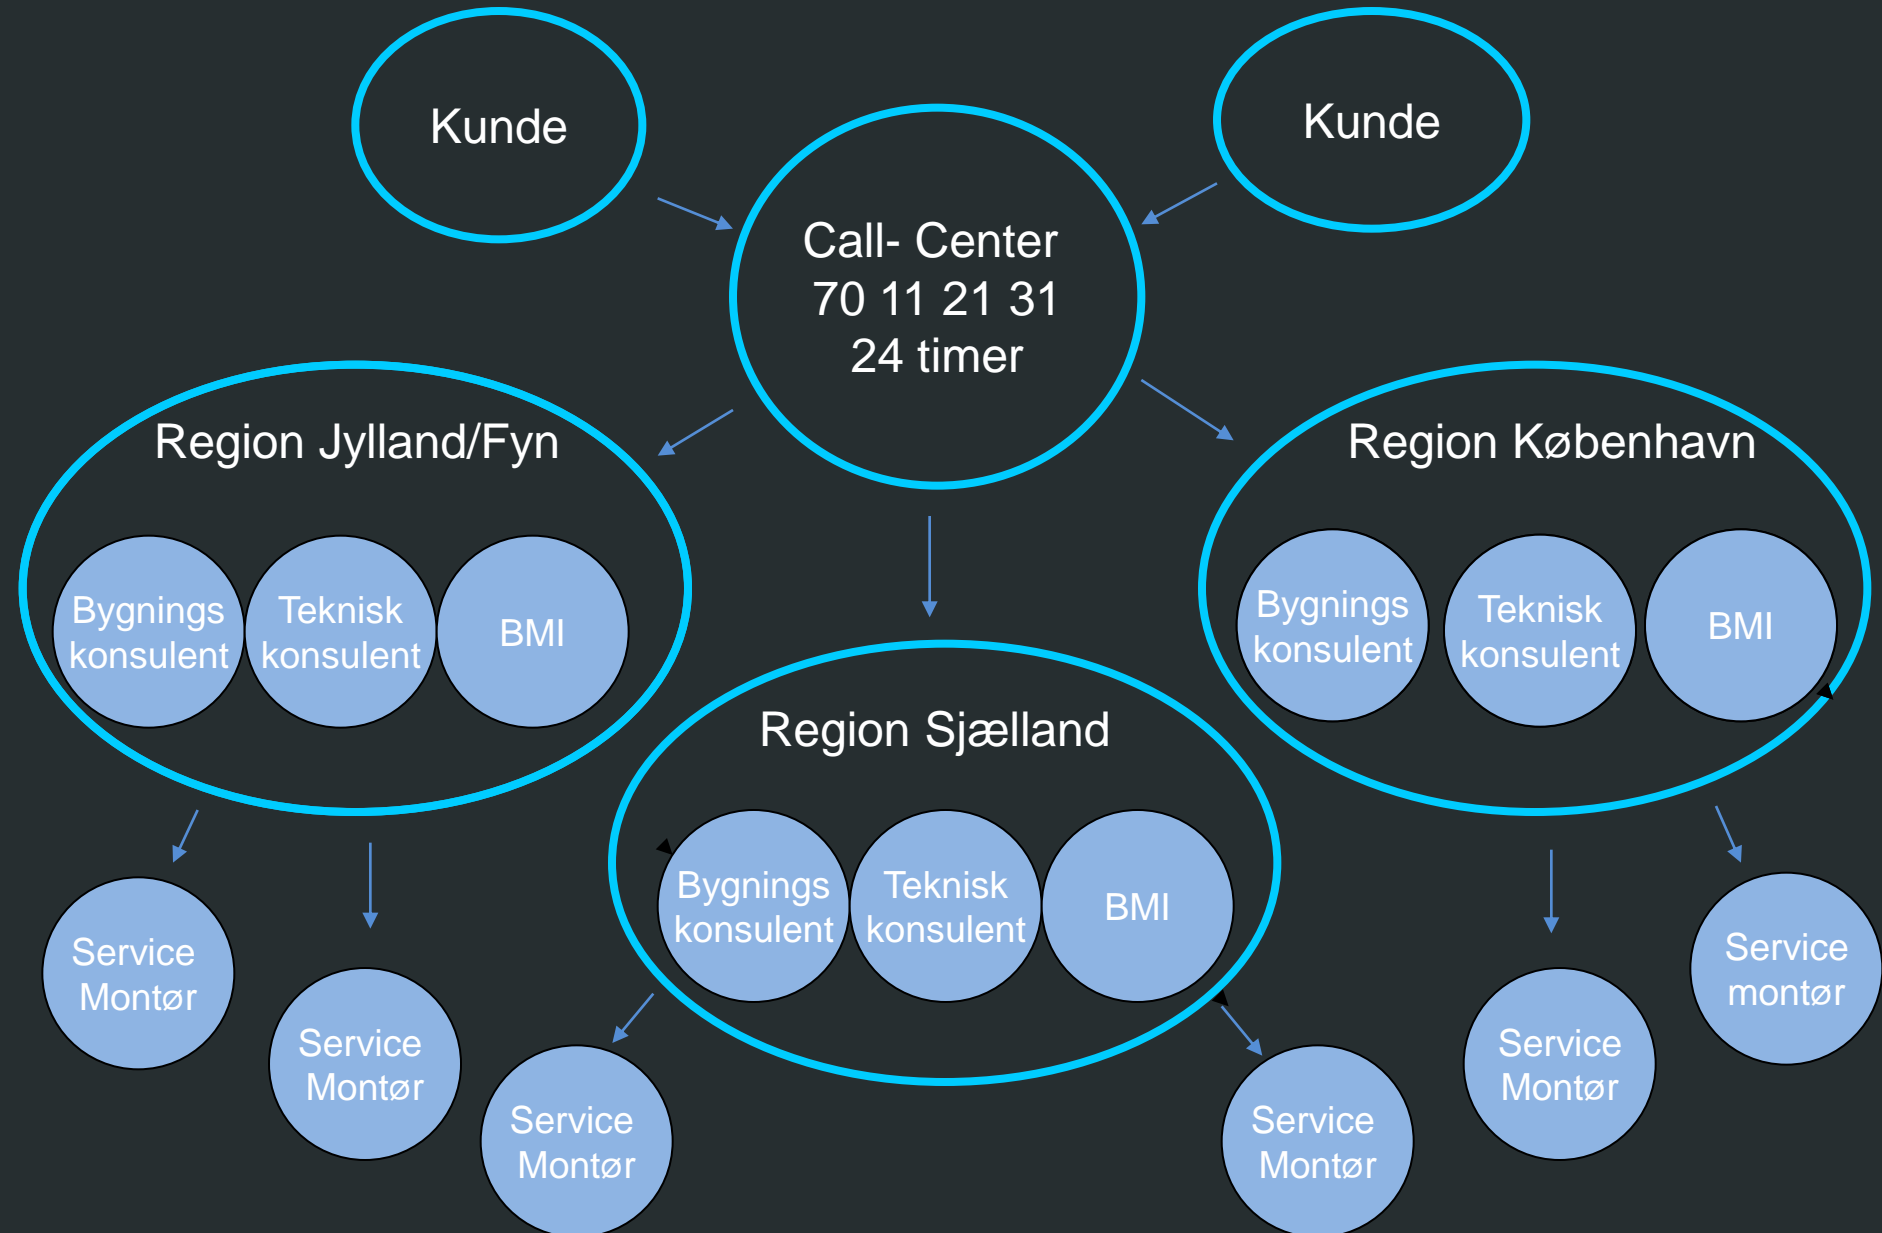 Kunde
Kunde
Call- Center
70 11 21 31
24 timer
Region Jylland/Fyn
Bygnings
konsulent
Teknisk
konsulent
BMI
Region København
Bygnings
konsulent
Teknisk
konsulent
BMI
Region Sjælland
Bygnings
konsulent
Teknisk
konsulent
BMI
Service
Montør
Service
Montør
Service
Montør
Service
Montør
Service
Montør
Service
montør